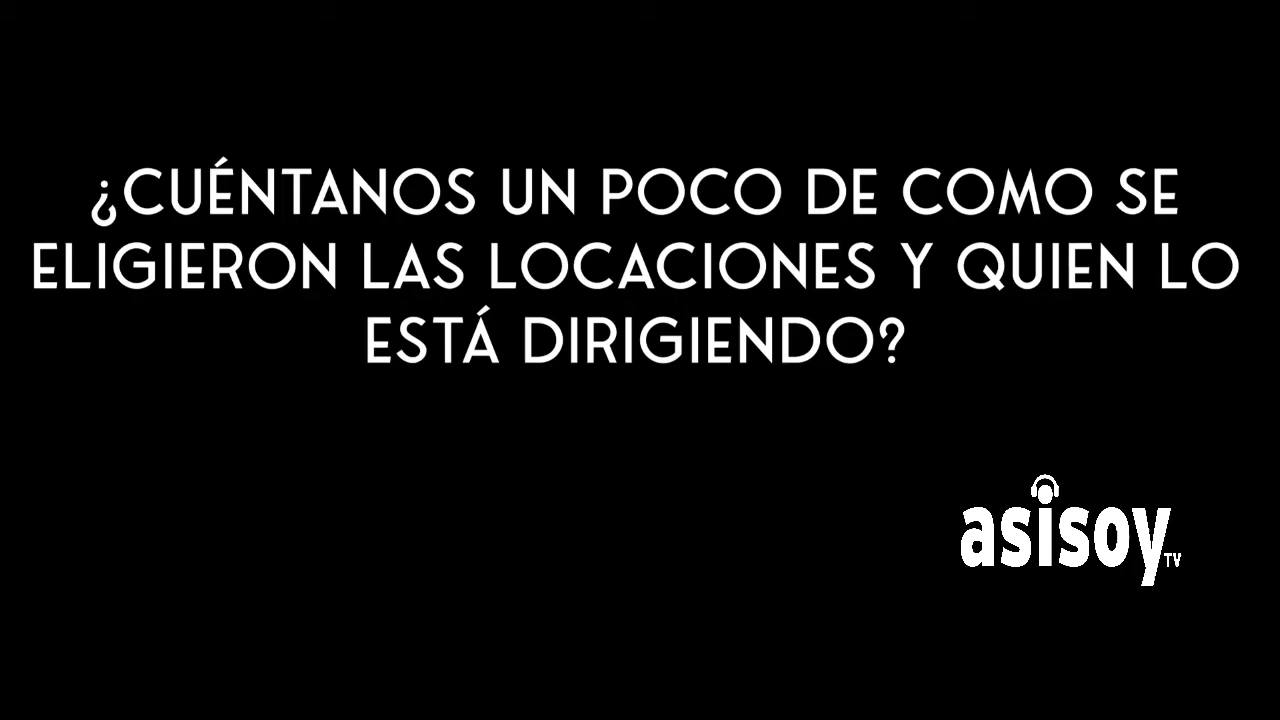 ¿CUÉNTANOS UN POCO DE COMO SE
ELIGIERON LAS LOCACIONES Y QUIEN LO
ESTÁ DIRIGIENDO?
asisoy TV